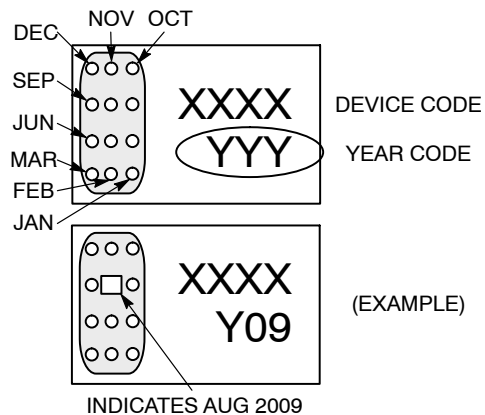 NOV OCT
DEC
SEP
JUN
MAR
FEB
JAN
XXXX DEVICE CODE
YYY YEAR CODE
XXXX
Y09
(EXAMPLE)
INDICATES AUG 2009